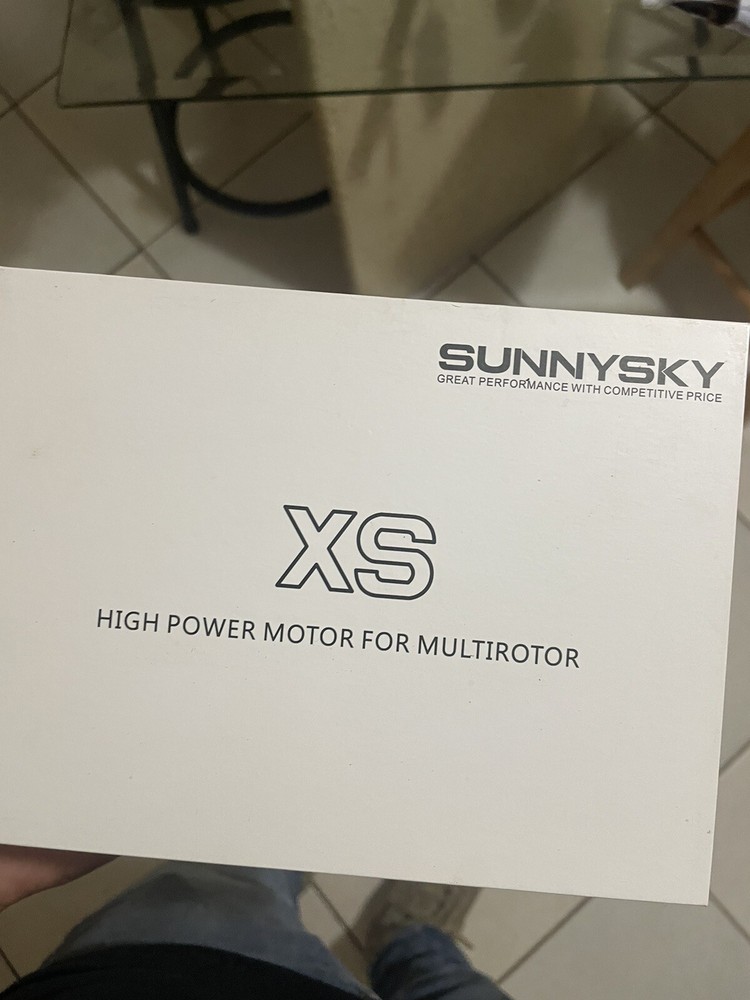 SUNNYSKY
GREAT PERFORMANCE WITH COMPETITIVE PRICE
XS
HIGH POWER MOTOR FOR MULTIROTOR